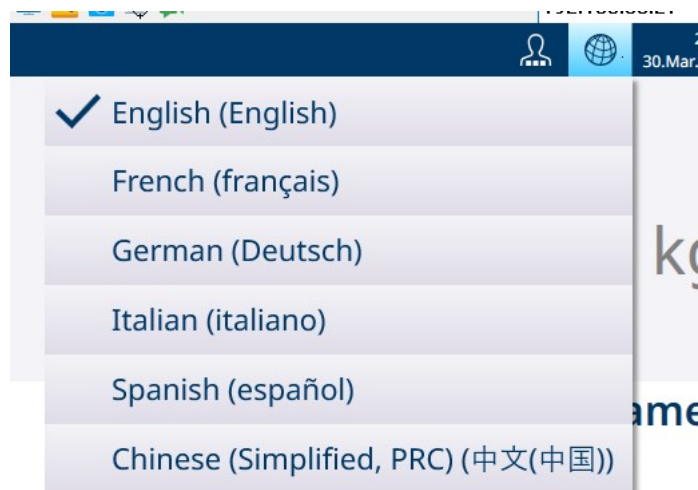 30.Mar.
English (English)
French (français)
German (Deutsch)
Italian (italiano)
Spanish (español)
Chinese (Simplified, PRC) (中文(中国))